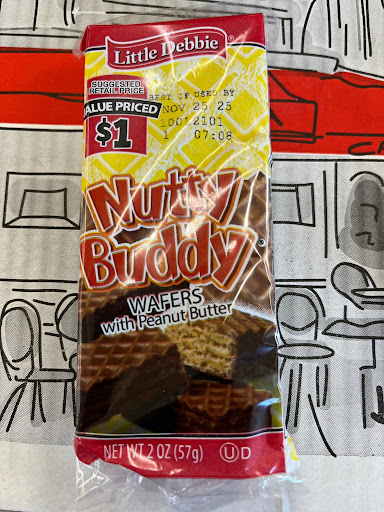 Little Debbie®
SUGGESTED
RETAIL PRICE
VALUE PRICED
$1
BEST IF USED BY
NOV 25 25
10012101
1 07:08
Nutty
Buddy®
WAFERS
with Peanut Butter
NET WT 2 OZ (57g)
U D